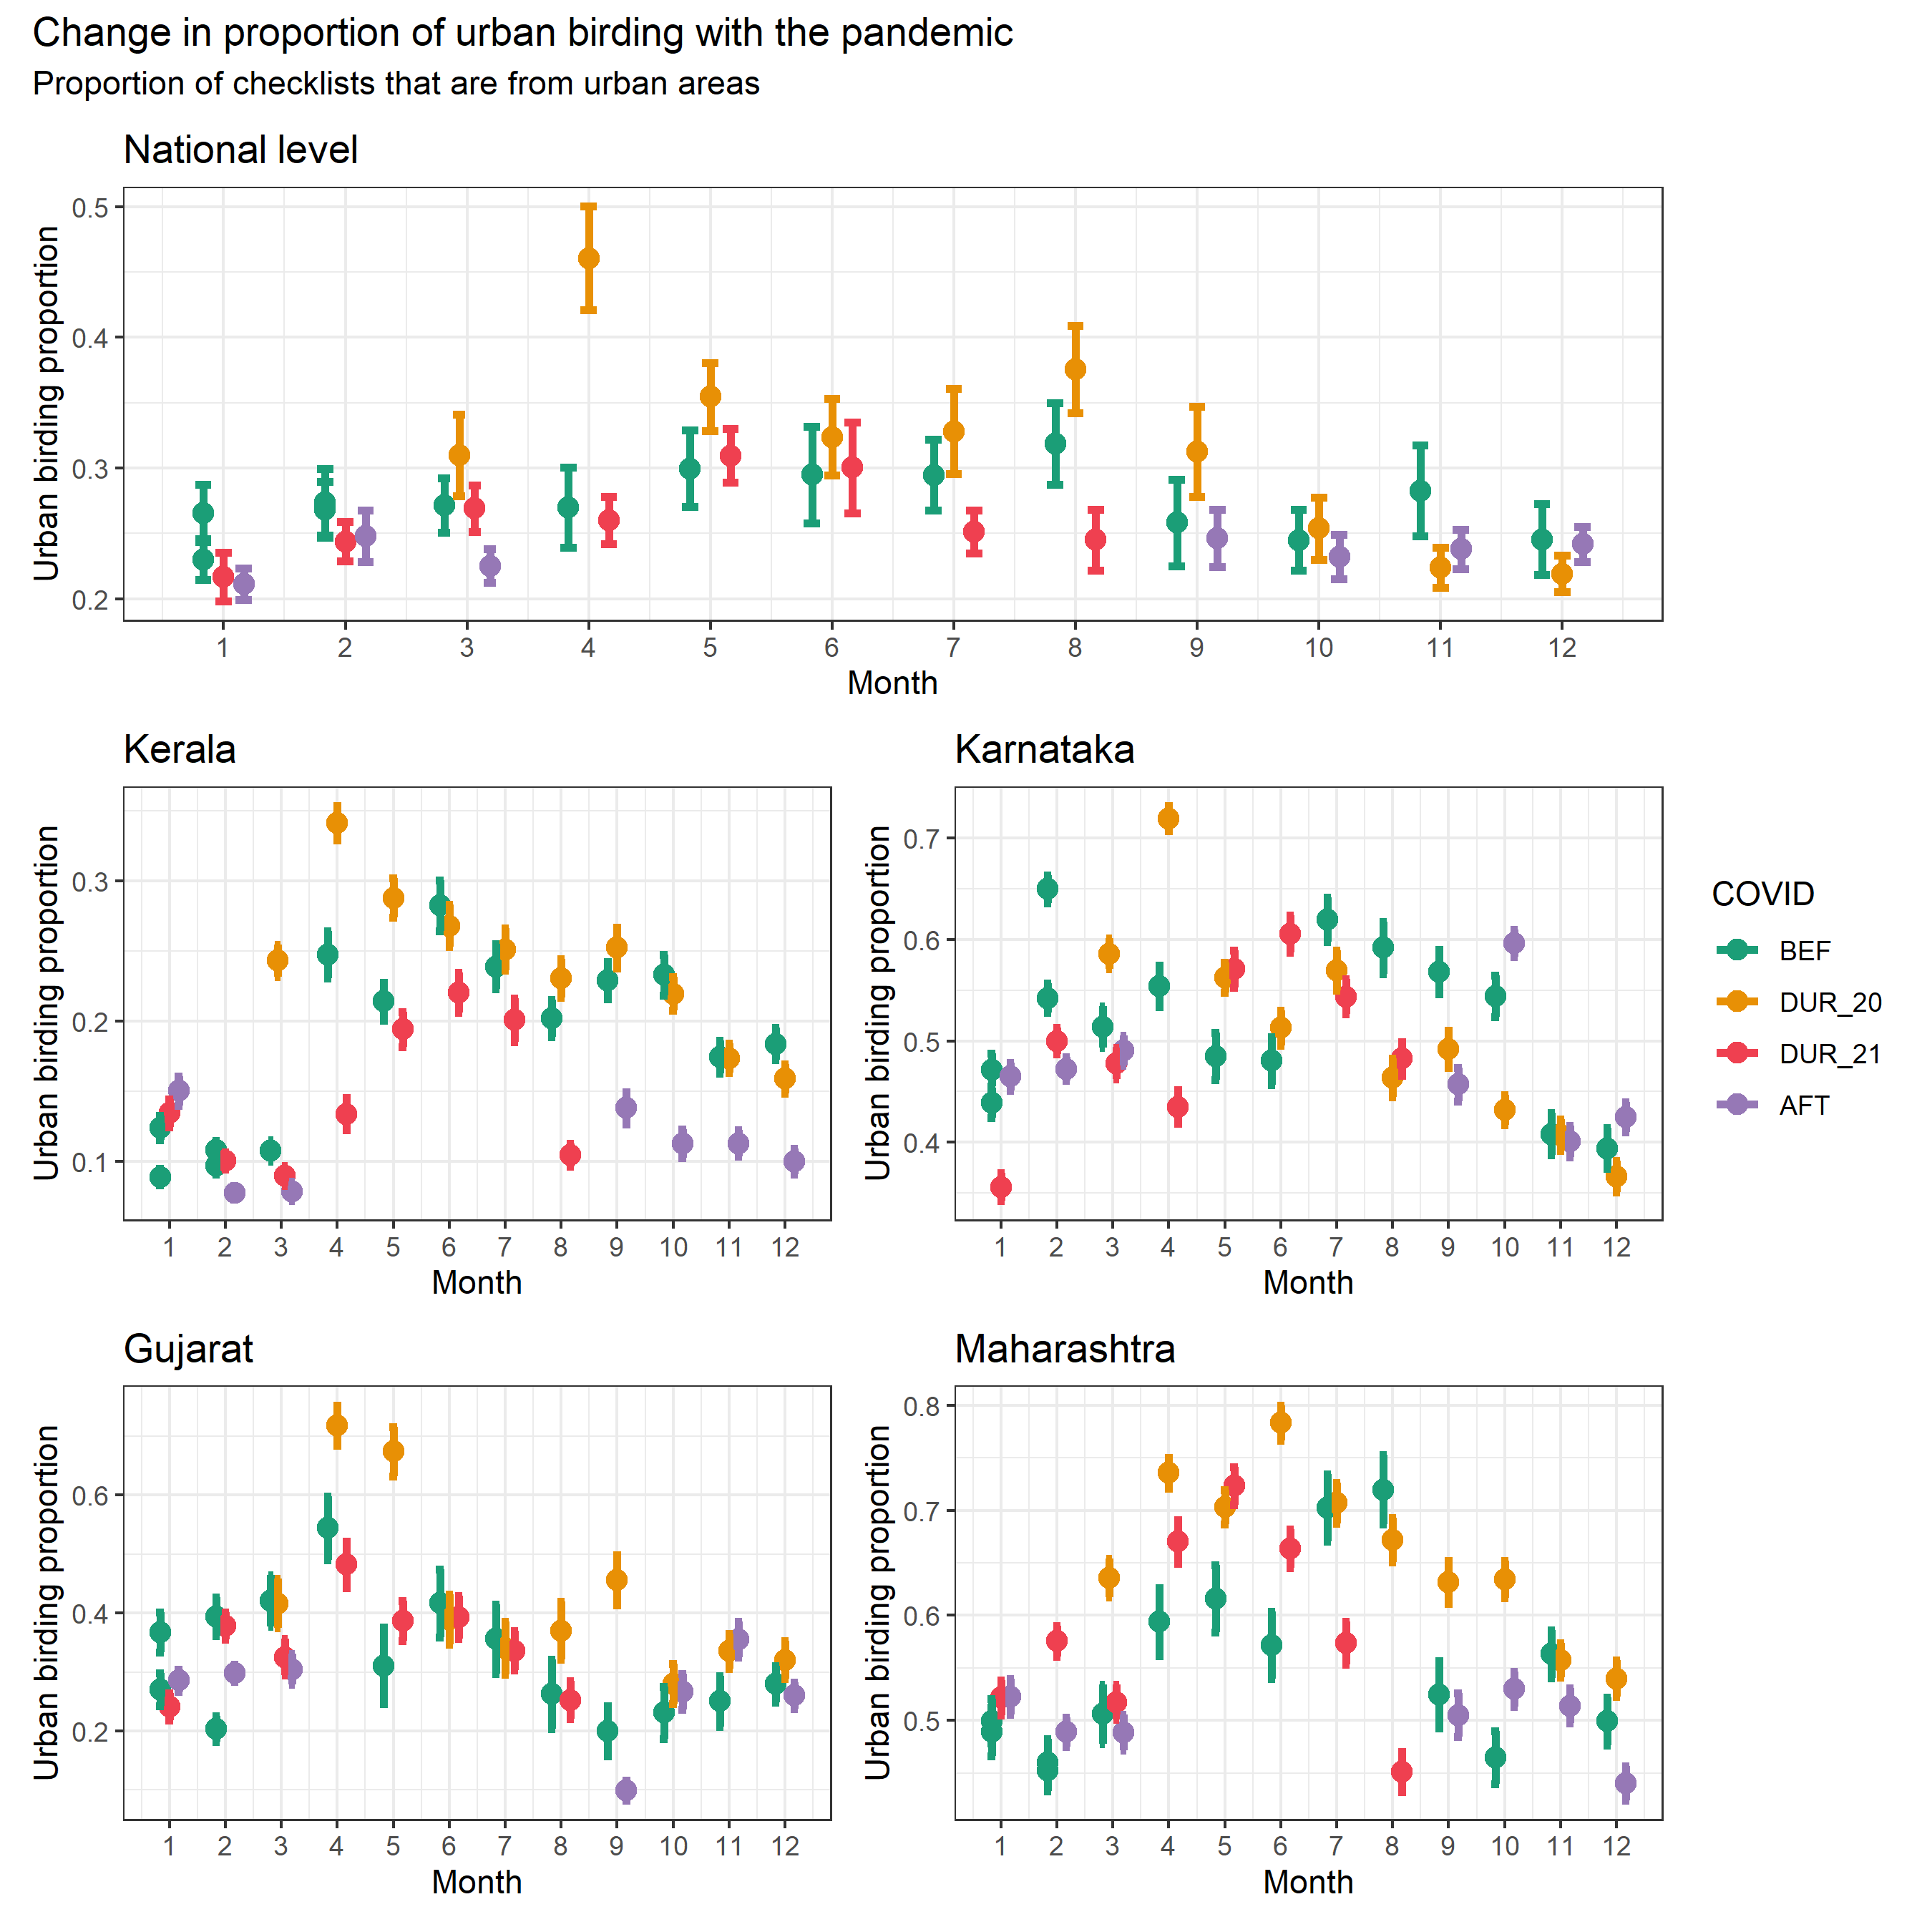 Change in proportion of urban birding with the pandemic
Proportion of checklists that are from urban areas
National level
Urban birding proportion
0.5
0.4
0.3
0.2
1 2 3 4 5 6 7 8 9 10 11 12
Month
Kerala
Urban birding proportion
0.3
0.2
0.1
1 2 3 4 5 6 7 8 9 10 11 12
Month
Karnataka
Urban birding proportion
0.7
0.6
0.5
0.4
1 2 3 4 5 6 7 8 9 10 11 12
Month
COVID
BEF
DUR_20
DUR_21
AFT
Gujarat
Urban birding proportion
0.6
0.4
0.2
1 2 3 4 5 6 7 8 9 10 11 12
Month
Maharashtra
Urban birding proportion
0.8
0.7
0.6
0.5
1 2 3 4 5 6 7 8 9 10 11 12
Month